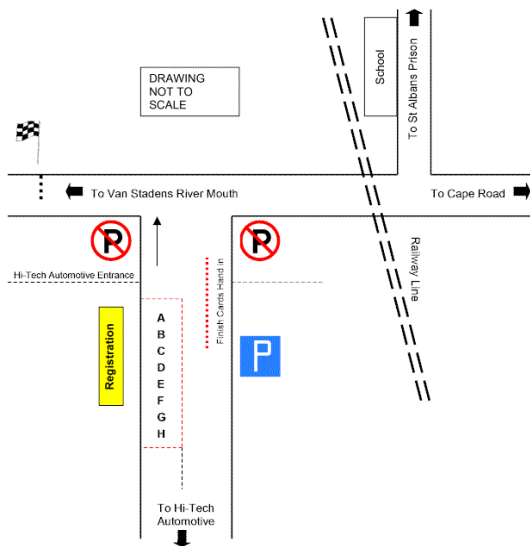 DRAWING
NOT TO
SCALE
School
To St Albans Prison
To Van Stadens River Mouth
To Cape Road
P
P
Hi-Tech Automotive Entrance
Finish Cards Hand in
Railway Line
Registration
A
B
C
D
E
F
G
H
P
To Hi-Tech
Automotive